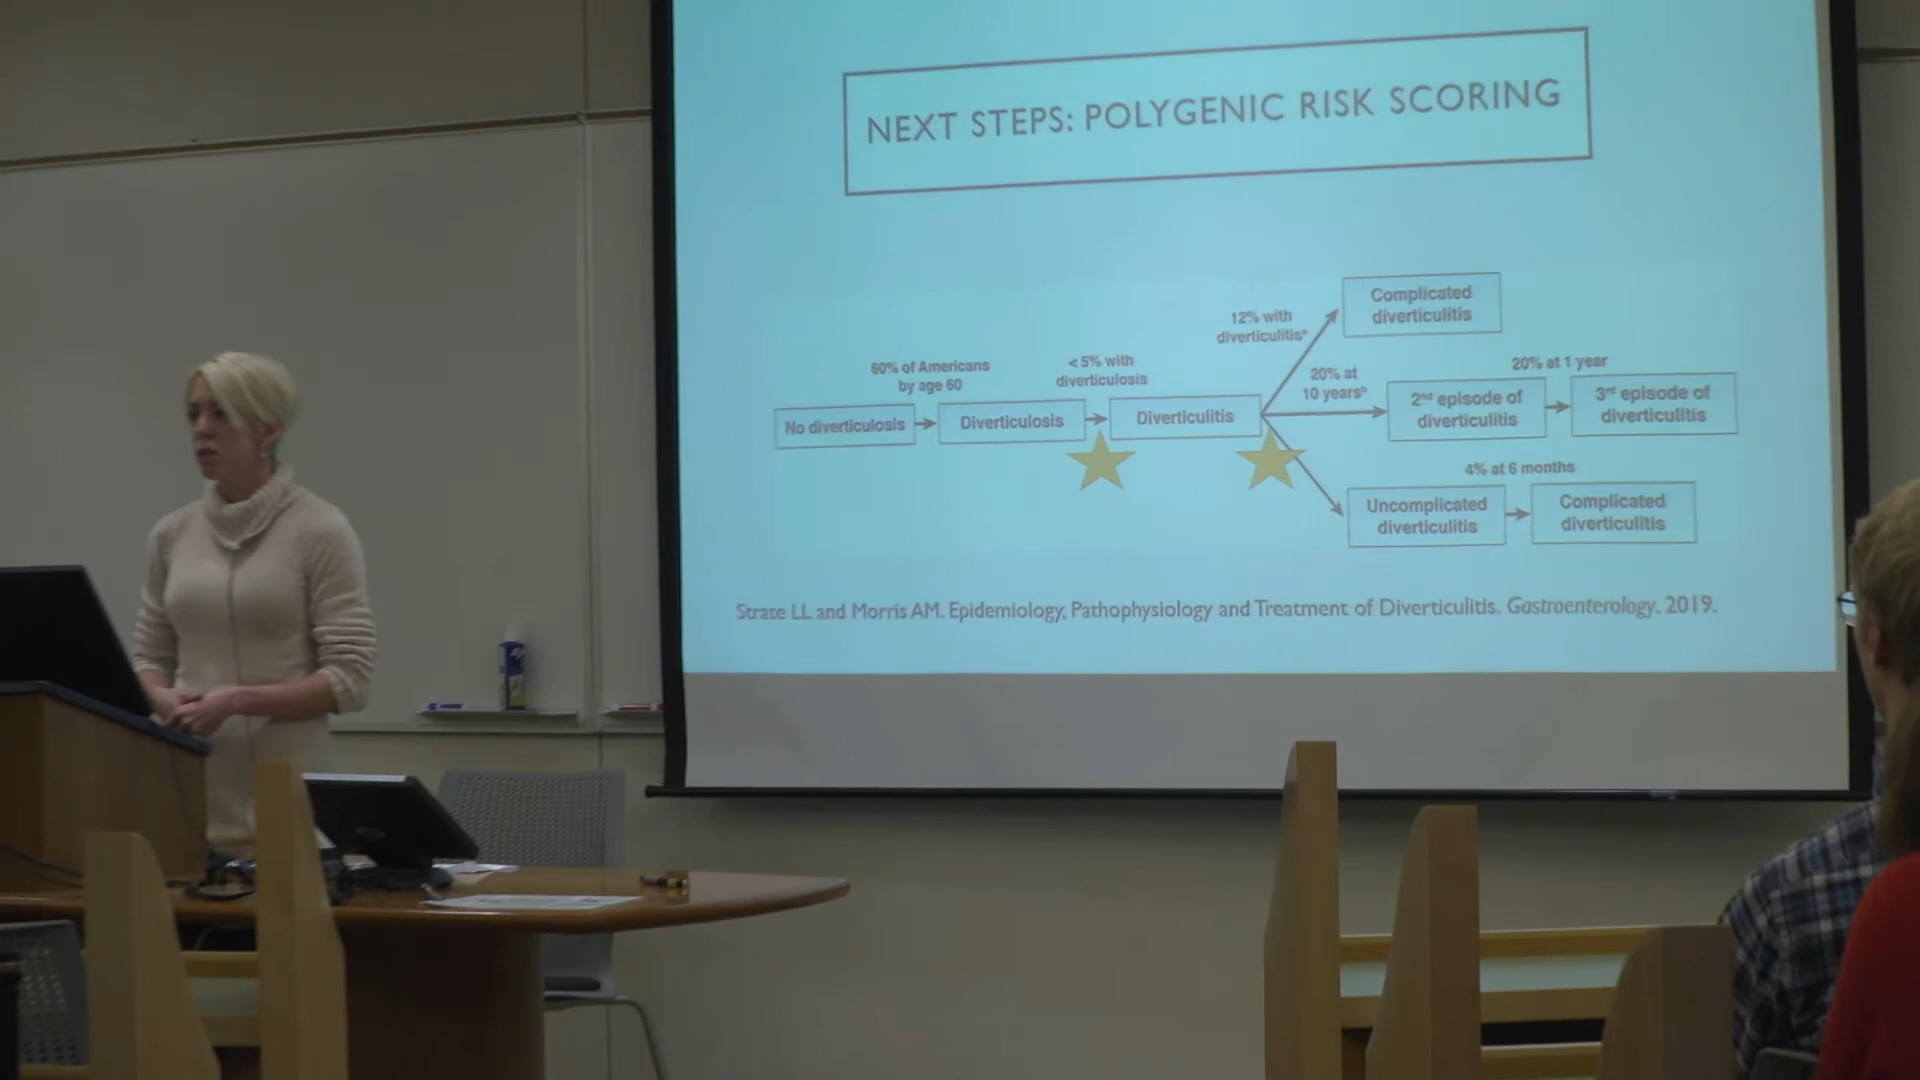 NEXT STEPS: POLYGENIC RISK SCORING
60% of Americans
by age 60
<5% with
diverticulosis
12% with
diverticulitisᵃ
20% at
10 yearsᵇ
20% at 1 year
4% at 6 months
No diverticulosis
Diverticulosis
Diverticulitis
Complicated
diverticulitis
2ⁿᵈ episode of
diverticulitis
3ʳᵈ episode of
diverticulitis
Uncomplicated
diverticulitis
Complicated
diverticulitis
Strate LL and Morris AM. Epidemiology, Pathophysiology and Treatment of Diverticulitis. Gastroenterology. 2019.